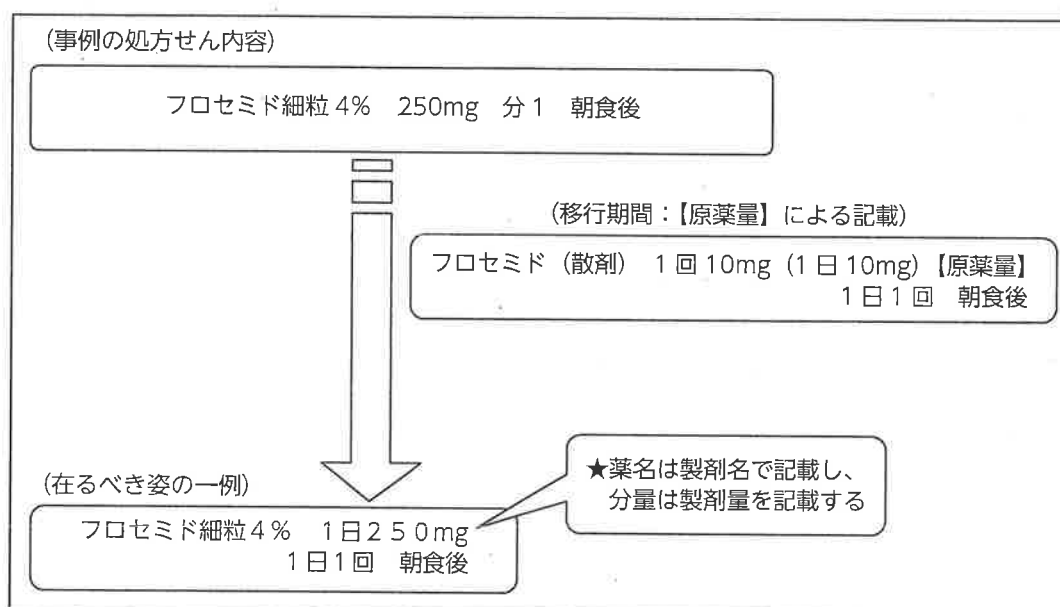 (事例の処方せん内容)
フロセミド細粒4% 250mg 分1 朝食後
(移行期間:【原薬量】による記載)
フロセミド(散剤) 1回10mg(1日10mg)【原薬量】
1日1回 朝食後
★薬名は製剤名で記載し、
分量は製剤量を記載する
(在るべき姿の一例)
フロセミド細粒4% 1日250mg
1日1回 朝食後